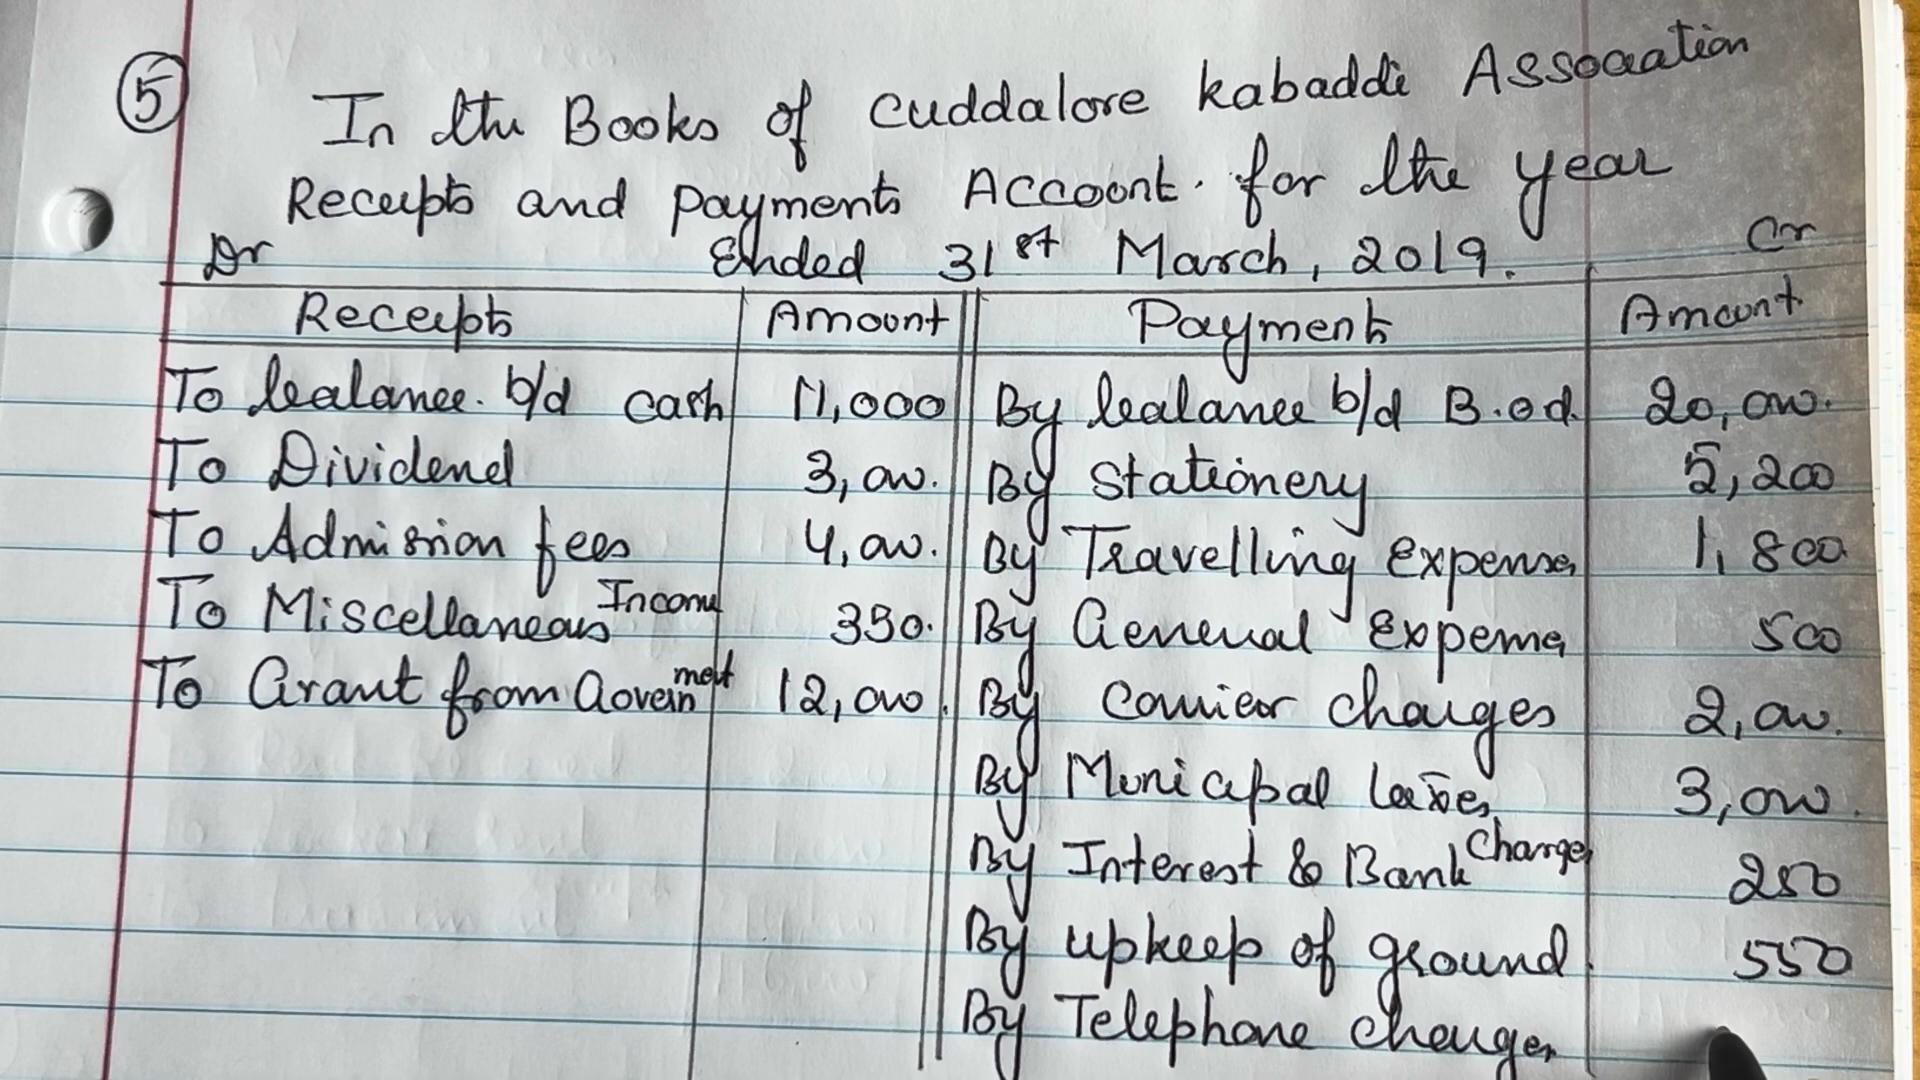 5
In the Books of Cuddalore kabaddi Association
Receipts and Payments Account. for the year
Dr Ended 31st March, 2019. Cr
Receipts Amount Payments Amount
To balance. b/d cash 11,000 By balance b/d B.od. 20,000.
To Dividend 3,000. By Stationery 5,200
To Admission fees 4,000. By Travelling expenses 1,800
To Miscellaneous Income 350. By General Expenses 500
To Grant from Government 12,000. By Courier charges 2,000.
By Municipal taxes 3,000.
By Interest & Bank Charges 250
By upkeep of ground. 550
By Telephone charges